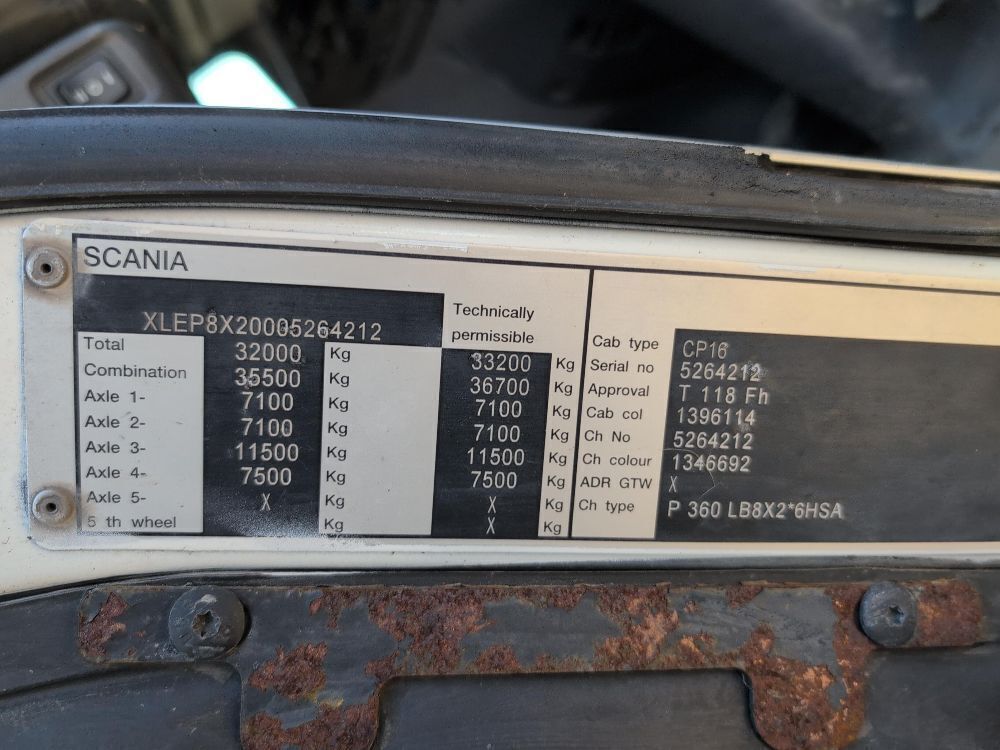 SCANIA
XLEP8X20005264212
Technically
permissible
Total 32000 Kg 33200 Kg
Combination 35500 Kg 36700 Kg
Axle 1- 7100 Kg 7100 Kg
Axle 2- 7100 Kg 7100 Kg
Axle 3- 11500 Kg 11500 Kg
Axle 4- 7500 Kg 7500 Kg
Axle 5- X Kg X Kg
5 th wheel Kg X Kg
Cab type CP16
Serial no 5264212
Approval T 118 Fh
Cab col 1396114
Ch No 5264212
Ch colour 1346692
ADR GTW X
Ch type P 360 LB8X2*6HSA